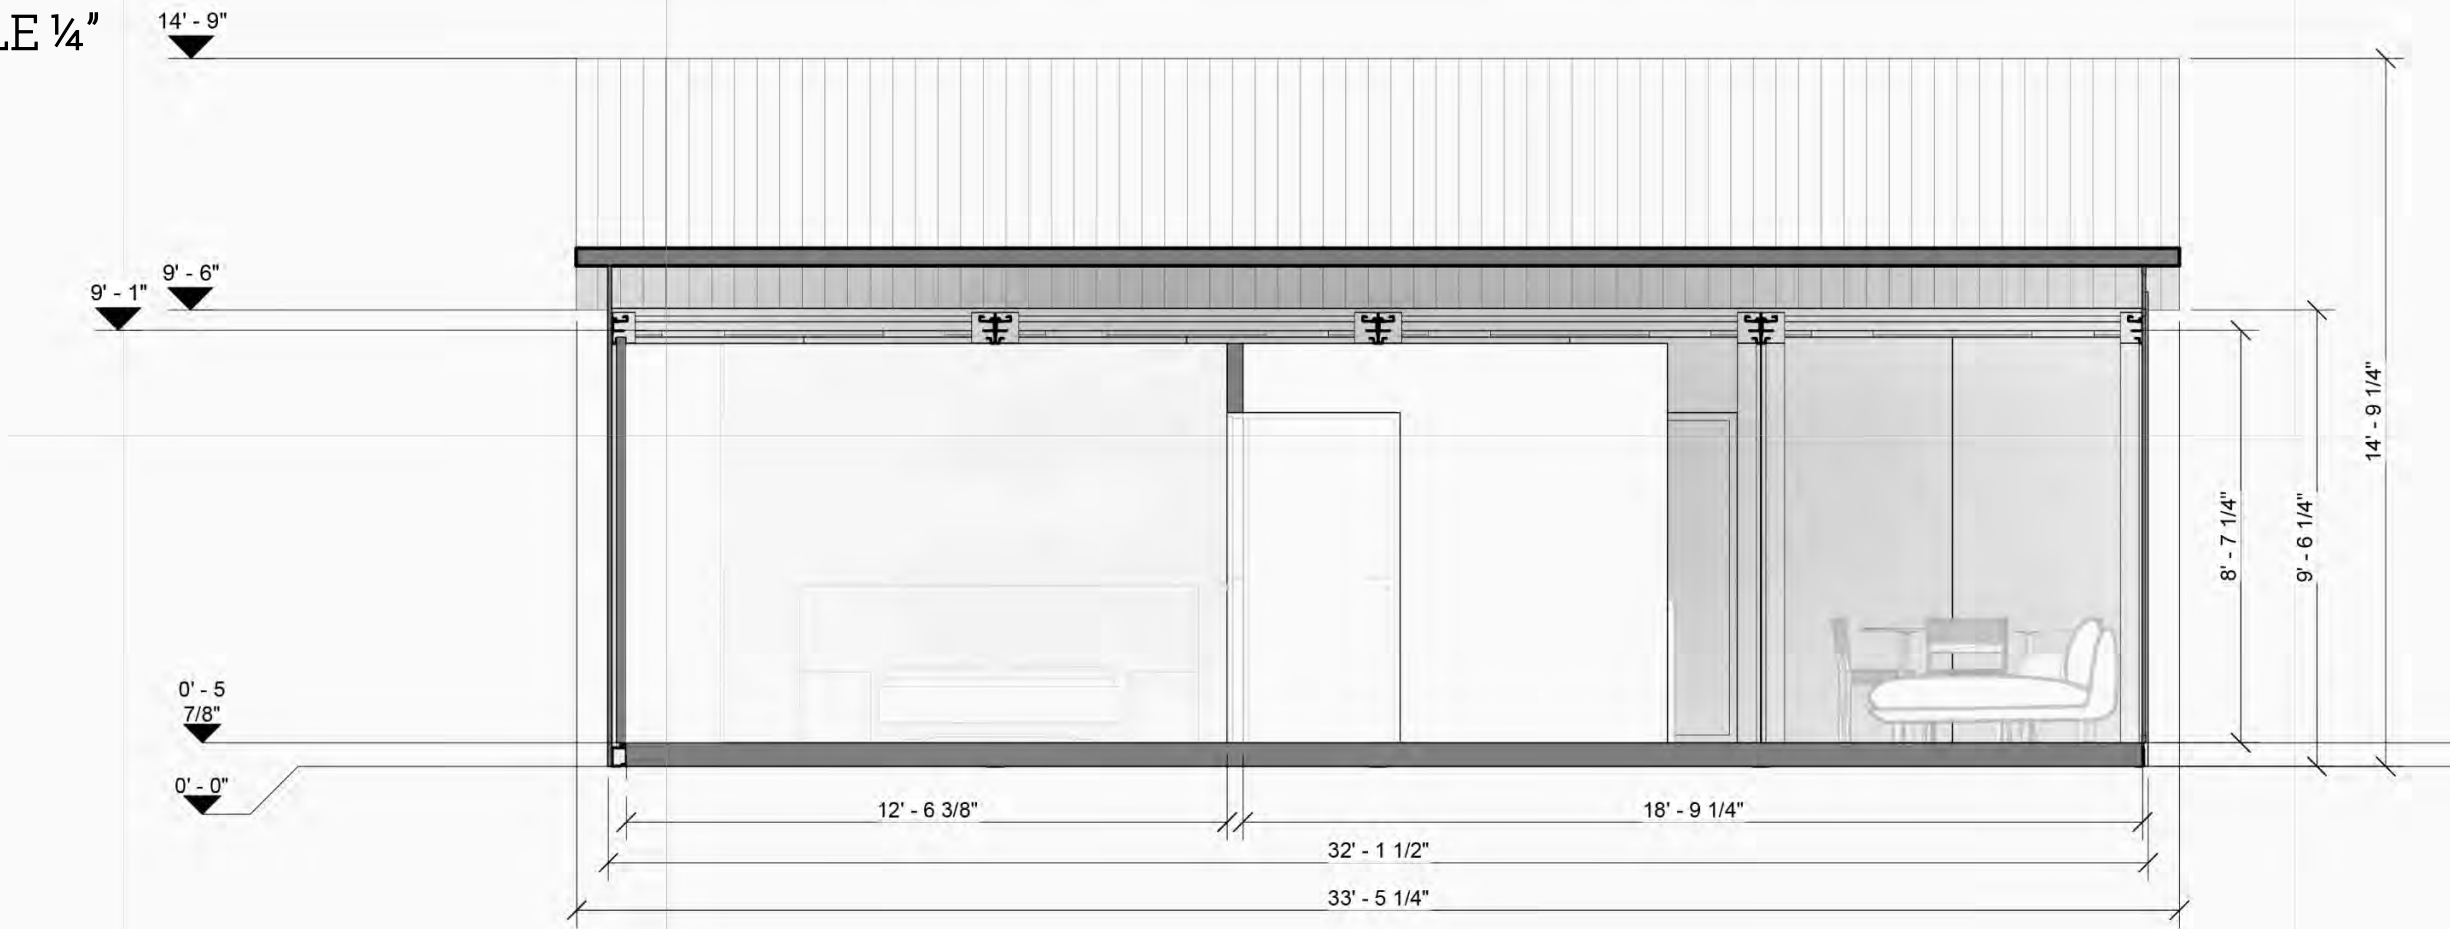 LE ¼"
14' - 9"
9' - 6"
9' - 1"
14' - 9 1/4"
8' - 7 1/4"
9' - 6 1/4"
0' - 5
7/8"
0' - 0"
12' - 6 3/8"
18' - 9 1/4"
32' - 1 1/2"
33' - 5 1/4"